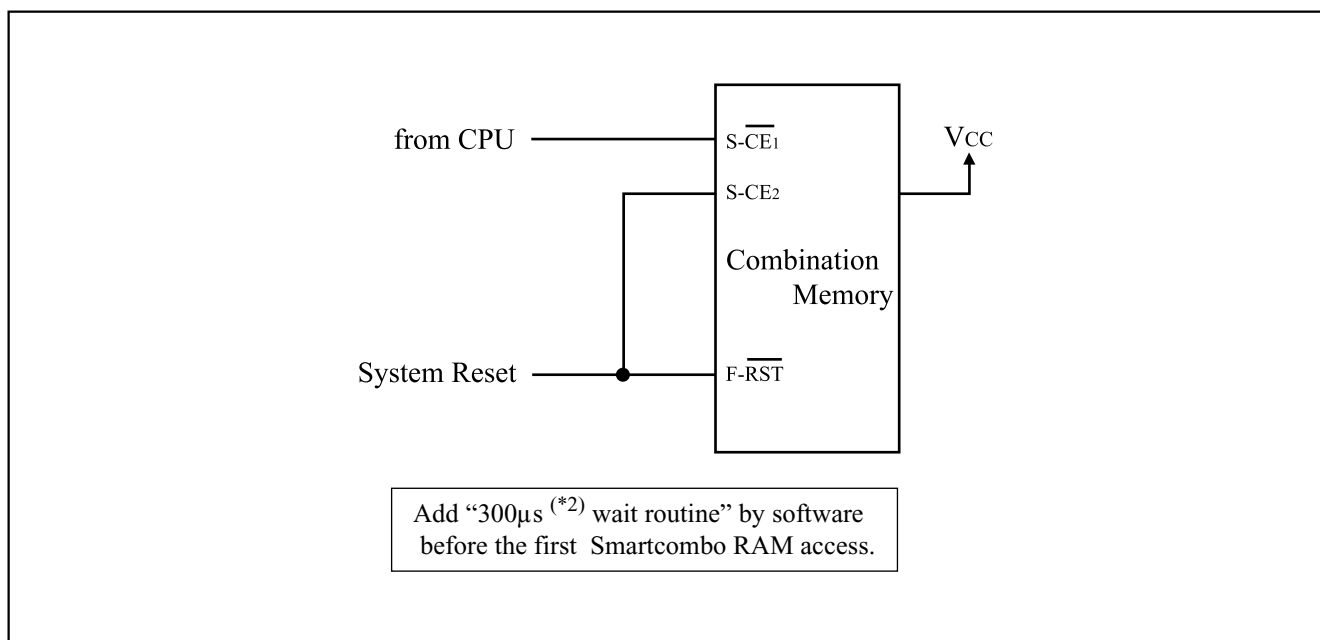 from CPU
S-CE1
VCC
S-CE2
Combination
Memory
System Reset
F-RST
Add “300μs (*2) wait routine” by software
before the first Smartcombo RAM access.